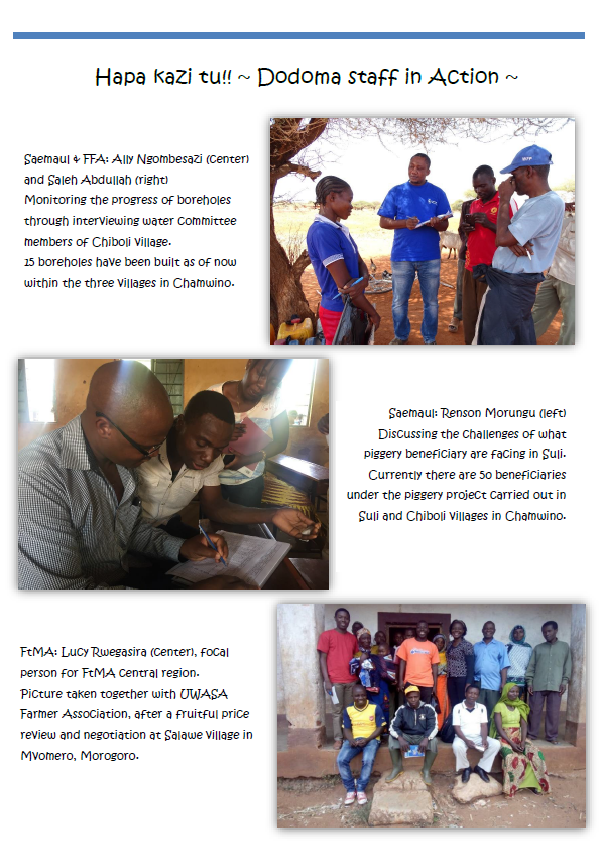 Hapa kazi tu!! ~ Dodoma staff in Action ~
Saemaul & FFA: Ally Ngombesazi (Center)
and Saleh Abdullah (right)
Monitoring the progress of boreholes
through interviewing water Committee
members of Chiboli village.
15 boreholes have been built as of now
within the three villages in Chamwino.
Saemaul: Renson Morungu (left)
Discussing the challenges of what
piggery beneficiary are facing in Suli.
Currently there are 50 beneficiaries
under the piggery project carried out in
Suli and Chiboli villages in Chamwino.
FtMA: Lucy Rwegasira (Center), focal
person for FtMA central region.
Picture taken together with UWASA
Farmer Association, after a fruitful price
review and negotiation at Salawe village in
Mvomero, Morogoro.